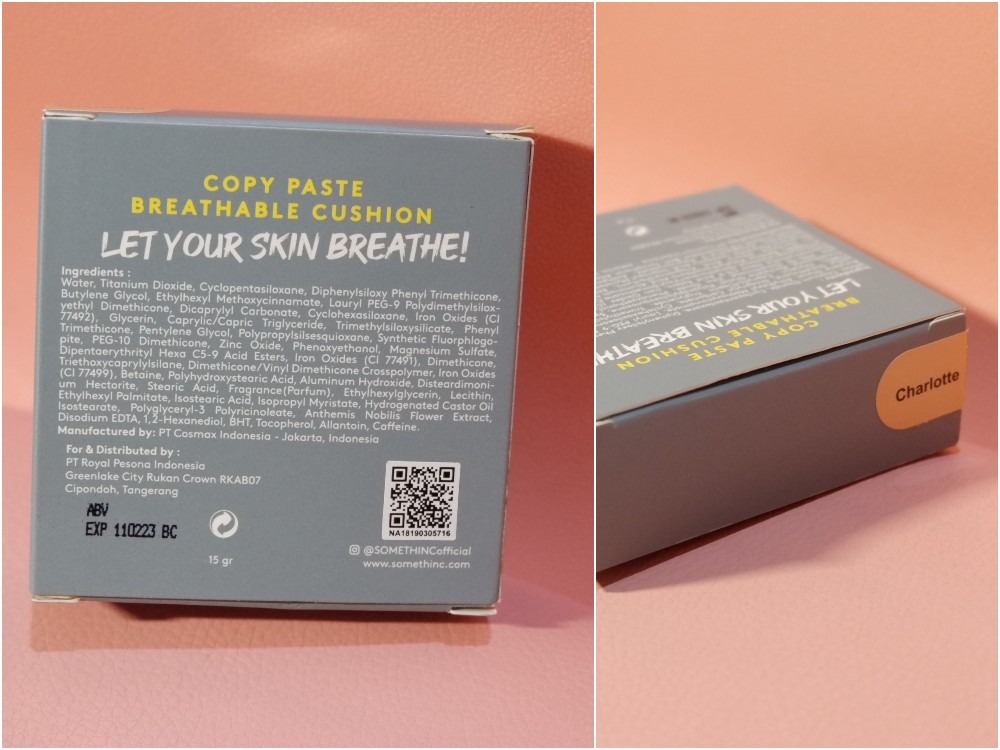 COPY PASTE
BREATHABLE CUSHION
LET YOUR SKIN BREATHE!
Ingredients :
Water, Titanium Dioxide, Cyclopentasiloxane, Diphenylsiloxy Phenyl Trimethicone,
Butylene Glycol, Ethylhexyl Methoxycinnamate, Lauryl PEG-9 Polydimethylsilox-
yethyl Dimethicone, Dicaprylyl Carbonate, Cyclohexasiloxane, Iron Oxides (CI
77492), Glycerin, Caprylic/Capric Triglyceride, Trimethylsiloxysilicate, Phenyl
Trimethicone, Pentylene Glycol, Polypropylsilsesquioxane, Synthetic Fluorphlogo-
pite, PEG-10 Dimethicone, Zinc Oxide, Phenoxyethanol, Magnesium Sulfate,
Dipentaerythrityl Hexa C5-9 Acid Esters, Iron Oxides (CI 77491), Dimethicone,
Triethoxycaprylylsilane, Dimethicone/Vinyl Dimethicone Crosspolymer, Iron Oxides
(CI 77499), Betaine, Polyhydroxystearic Acid, Aluminum Hydroxide, Disteardimoni-
um Hectorite, Stearic Acid, Fragrance(Parfum), Ethylhexylglycerin, Lecithin,
Ethylhexyl Palmitate, Isostearic Acid, Isopropyl Myristate, Hydrogenated Castor Oil
Isostearate, Polyglyceryl-3 Polyricinoleate, Anthemis Nobilis Flower Extract,
Disodium EDTA, 1,2-Hexanediol, BHT, Tocopherol, Allantoin, Caffeine.
Manufactured by: PT Cosmax Indonesia - Jakarta, Indonesia
For & Distributed by :
PT Royal Pesona Indonesia
Greenlake City Rukan Crown RKAB07
Cipondoh, Tangerang
ABV
EXP 110223 BC
15 gr
NA18190305716
@SOMETHINCofficial
www.somethinc.com
COPY PASTE
BREATHABLE CUSHION
LET YOUR SKIN BREATH
Charlotte